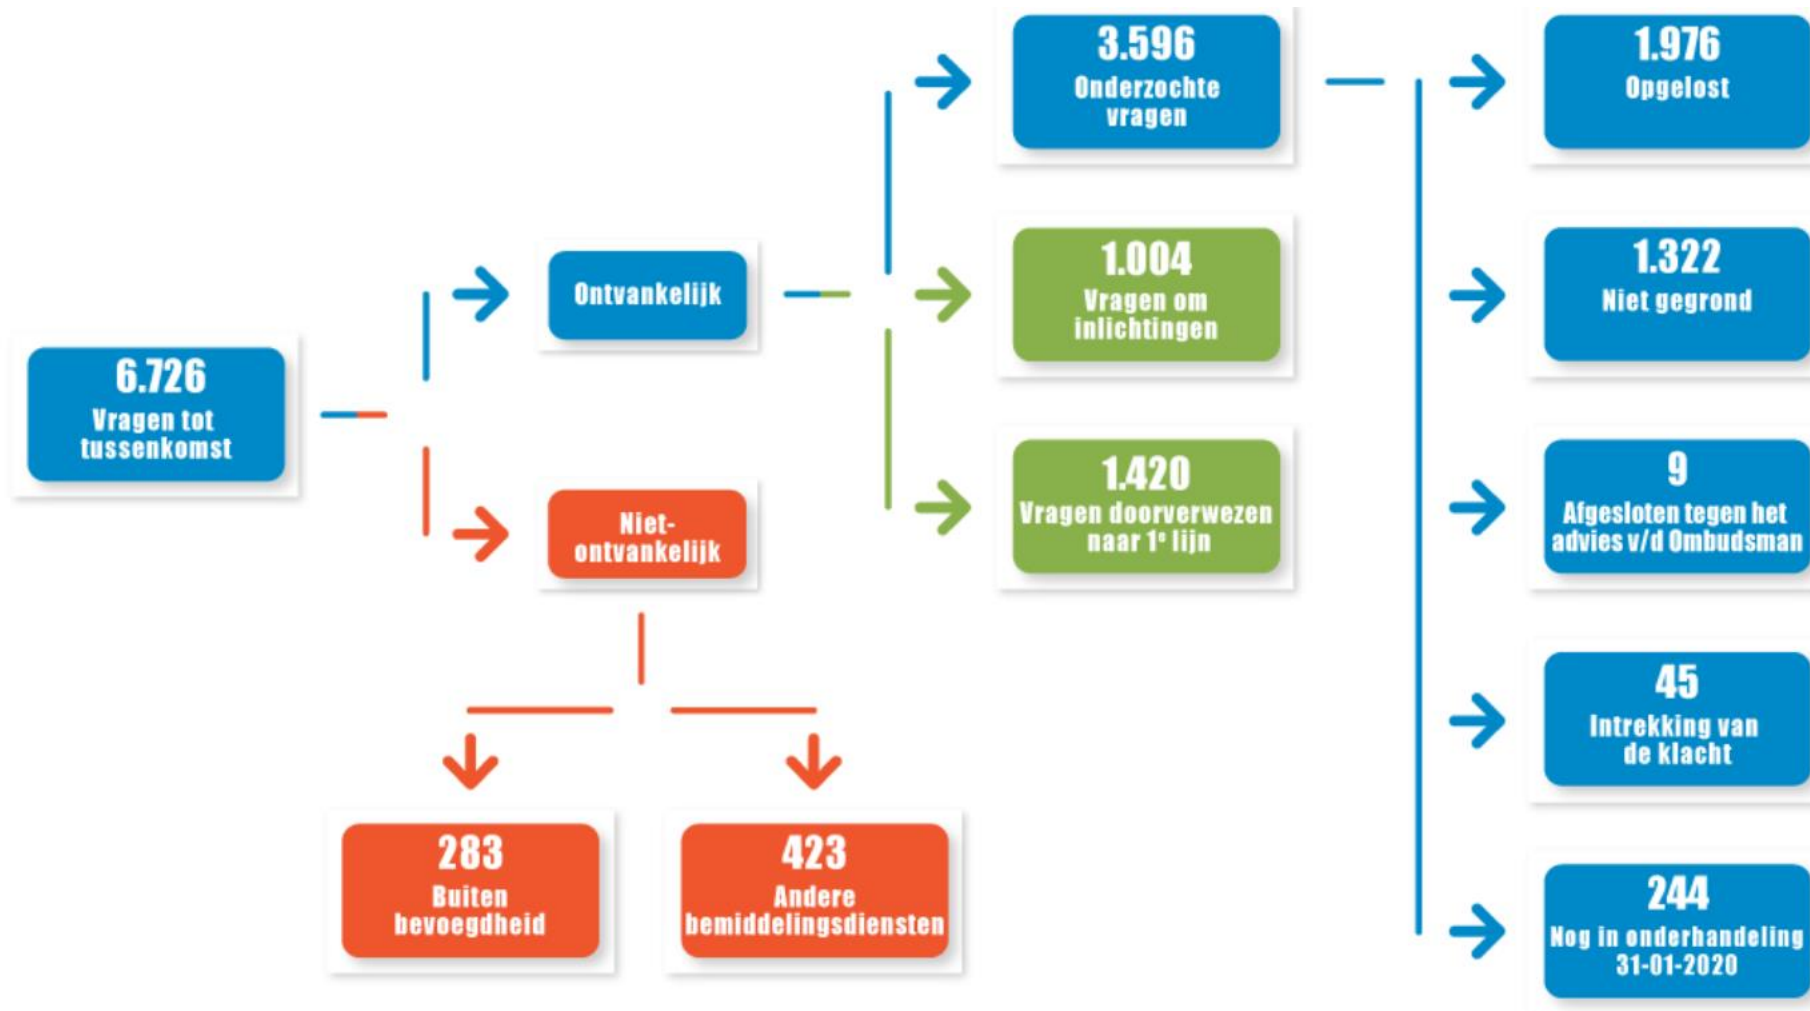 6.726
Vragen tot
tussenkomst
Ontvankelijk
Niet-
ontvankelijk
283
Buiten
bevoegdheid
423
Andere
bemiddelingsdiensten
3.596
Onderzochte
vragen
1.004
Vragen om
inlichtingen
1.420
Vragen doorverwezen
naar 1e lijn
1.976
Opgelost
1.322
Niet gegrond
9
Afgesloten tegen het
advies v/d Ombudsman
45
Intrekking van
de klacht
244
Nog in onderhandeling
31-01-2020